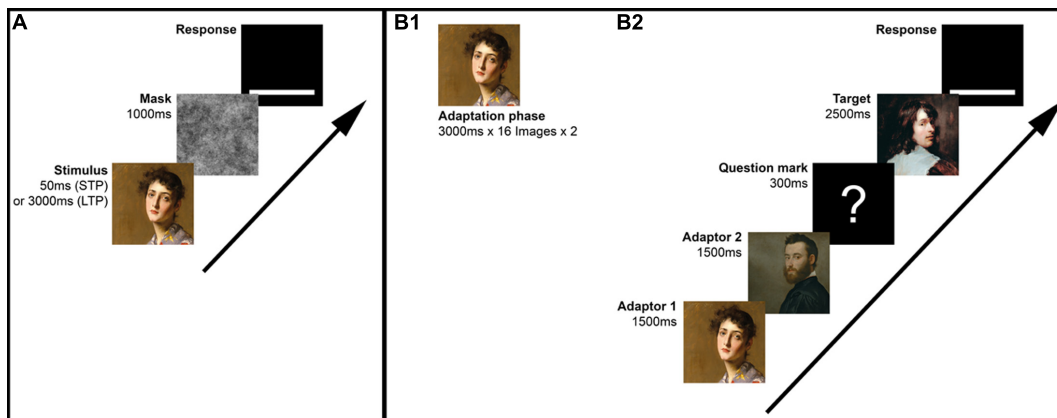 A
Response
Mask
1000ms
Stimulus
50ms (STP)
or 3000ms (LTP)
B1
Adaptation phase
3000ms x 16 Images x 2
B2
Response
Target
2500ms
Question mark
300ms
?
Adaptor 2
1500ms
Adaptor 1
1500ms